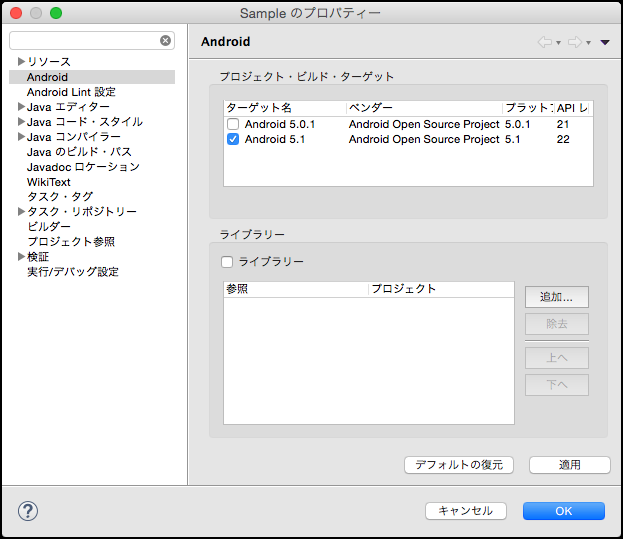 Sample のプロパティー
Android
リソース
Android
Android Lint 設定
Java エディター
Java コード・スタイル
Java コンパイラー
Java のビルド・パス
Javadoc ロケーション
WikiText
タスク・タグ
タスク・リポジトリー
ビルダー
プロジェクト参照
検証
実行/デバッグ設定
プロジェクト・ビルド・ターゲット
ターゲット名 ベンダー プラットフ API レ
Android 5.0.1 Android Open Source Project 5.0.1 21
Android 5.1 Android Open Source Project 5.1 22
ライブラリー
ライブラリー
参照 プロジェクト
追加...
除去
上へ
下へ
デフォルトの復元 適用
? キャンセル OK